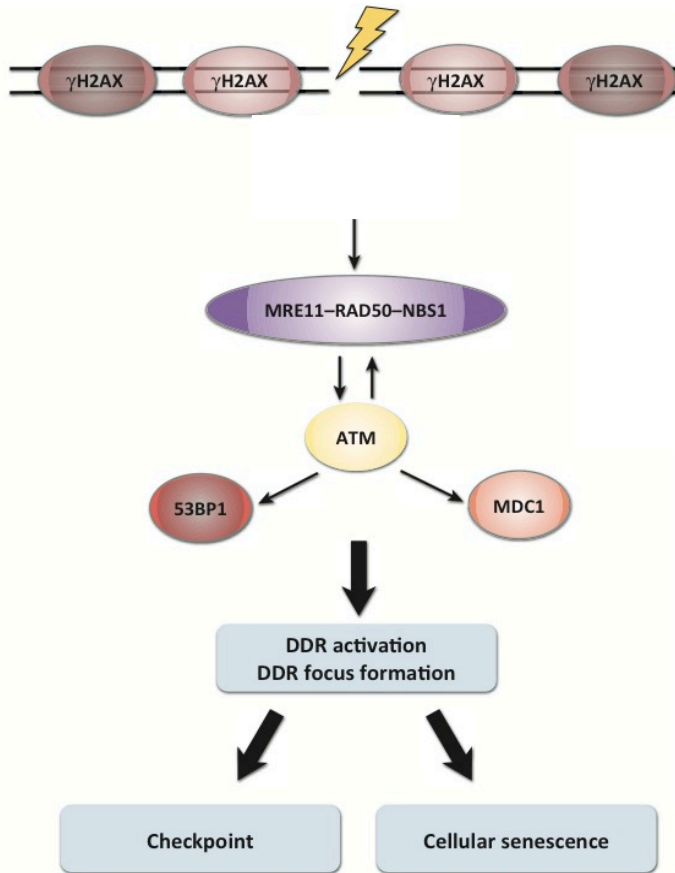 γH2AX γH2AX γH2AX γH2AX
MRE11–RAD50–NBS1
ATM
53BP1 MDC1
DDR activation
DDR focus formation
Checkpoint Cellular senescence